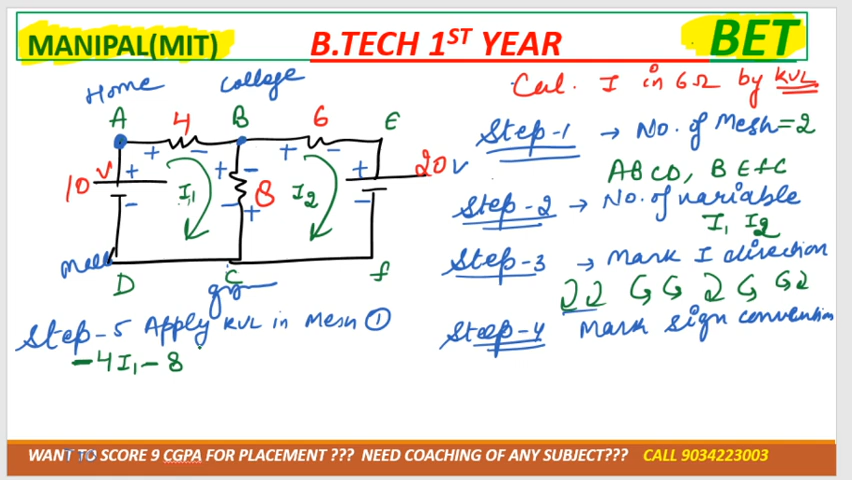 MANIPAL(MIT)
B.TECH 1ST YEAR
BET
Home
College
Cal. I in 6Ω by KVL
A 4 B 6 E
Step-1 → No. of Mesh=2
ABCD, BEFC
10 V + - + - + 20 V
+ I1 + - 8 I2 +
- - + -
Step-2 → No. of variable
I1 I2
Step-3 → Mark I direction
D C f
gym
Step-4 Mark sign convention
Step-5 Apply KVL in Mesh ①
-4I1-8
WANT TO SCORE 9 CGPA FOR PLACEMENT ??? NEED COACHING OF ANY SUBJECT??? CALL 9034223003